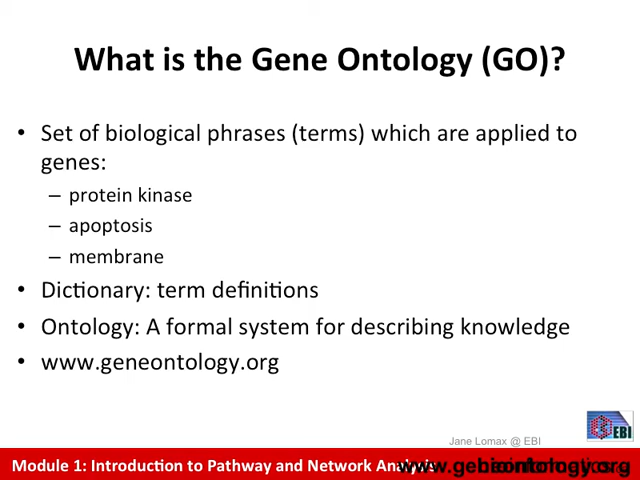 What is the Gene Ontology (GO)?
• Set of biological phrases (terms) which are applied to
genes:
– protein kinase
– apoptosis
– membrane
• Dictionary: term definitions
• Ontology: A formal system for describing knowledge
• www.geneontology.org
EBI
Jane Lomax @ EBI
Module 1: Introduction to Pathway and Network Analysis